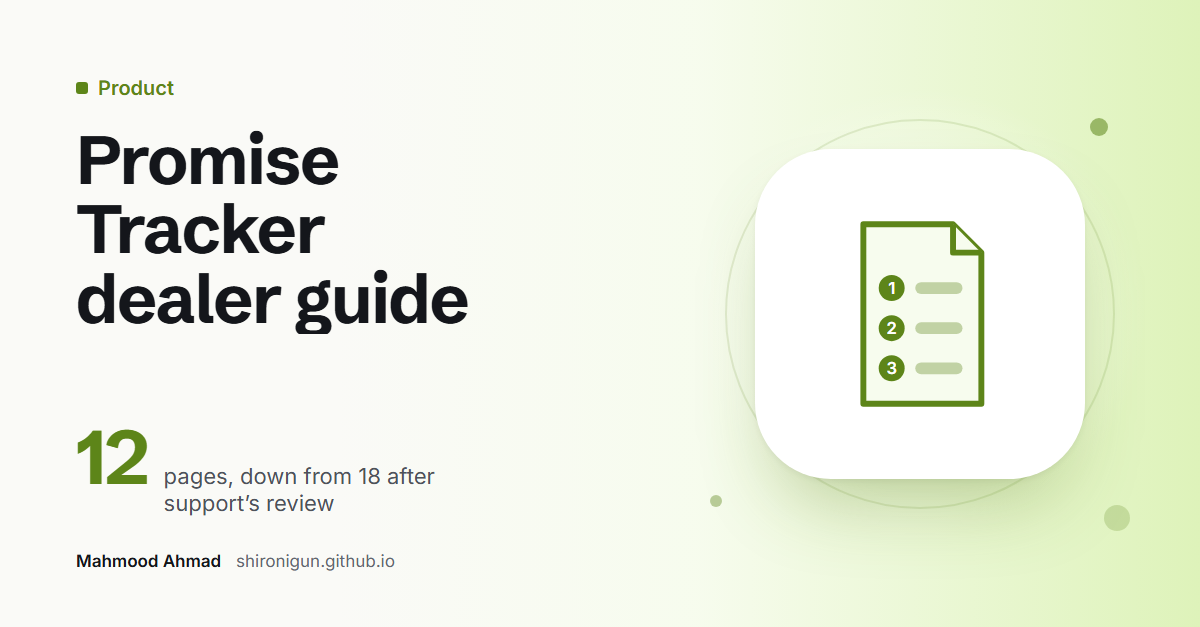 Product
Promise
Tracker
dealer guide
12 pages, down from 18 after
support’s review
Mahmood Ahmad shironigun.github.io
1
2
3